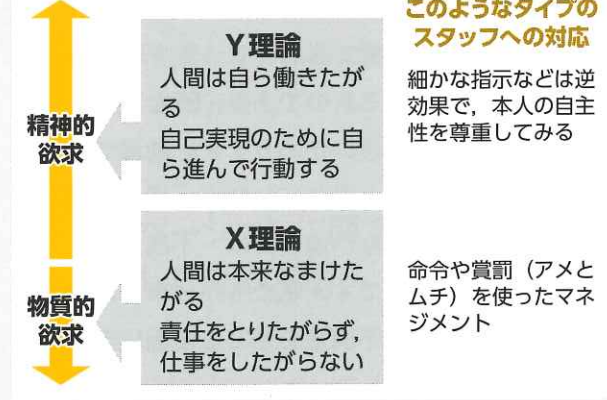 このようなタイプの
スタッフへの対応
Y理論
人間は自ら働きたが
る
自己実現のために自
ら進んで行動する
精神的
欲求
細かな指示などは逆
効果で，本人の自主
性を尊重してみる
X理論
人間は本来なまけた
がる
責任をとりたがらず，
仕事をしたがらない
物質的
欲求
命令や賞罰（アメと
ムチ）を使ったマネ
ジメント